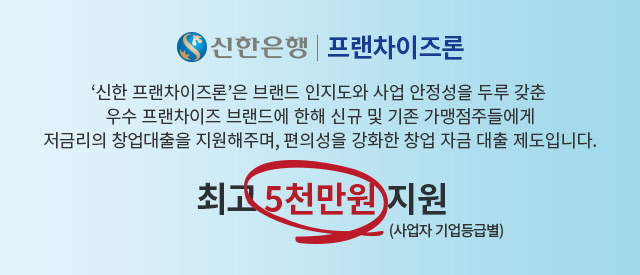 신한은행 | 프랜차이즈론
‘신한 프랜차이즈론’은 브랜드 인지도와 사업 안정성을 두루 갖춘
우수 프랜차이즈 브랜드에 한해 신규 및 기존 가맹점주들에게
저금리의 창업대출을 지원해주며, 편의성을 강화한 창업 자금 대출 제도입니다.
최고 5천만원 지원
(사업자 기업등급별)